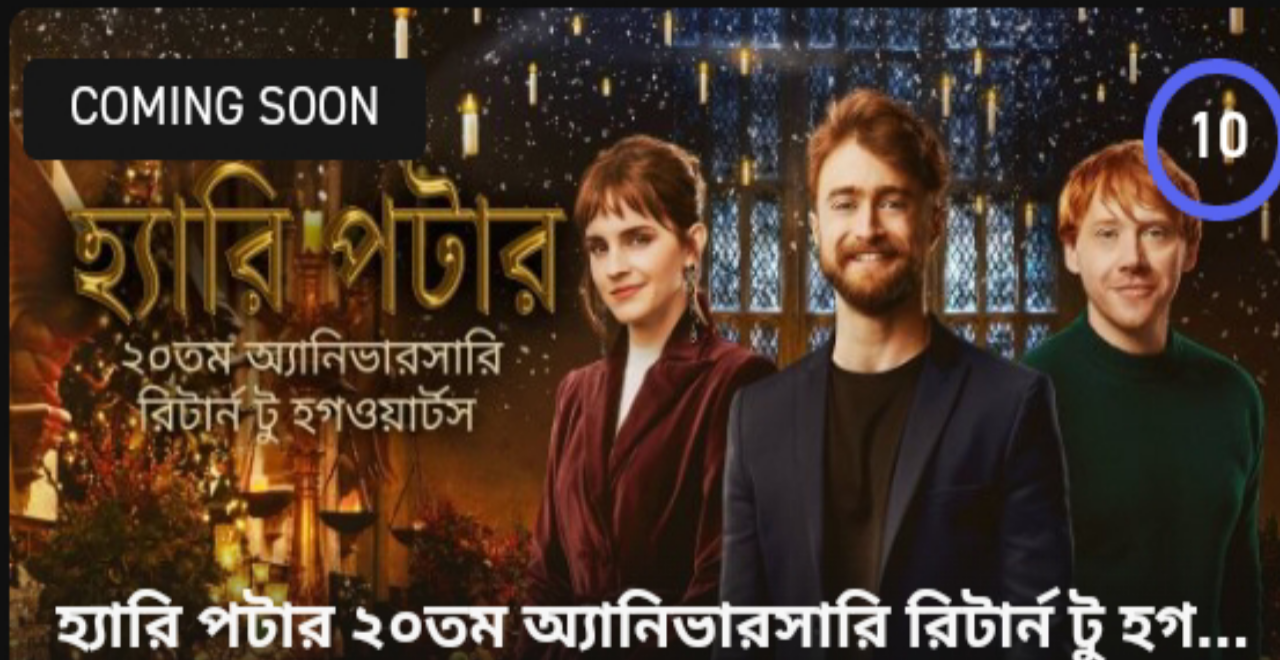 COMING SOON
10
হ্যারি পটার
২০তম অ্যানিভারসারি
রিটার্ন টু হগওয়ার্টস
হ্যারি পটার ২০তম অ্যানিভারসারি রিটার্ন টু হগ...